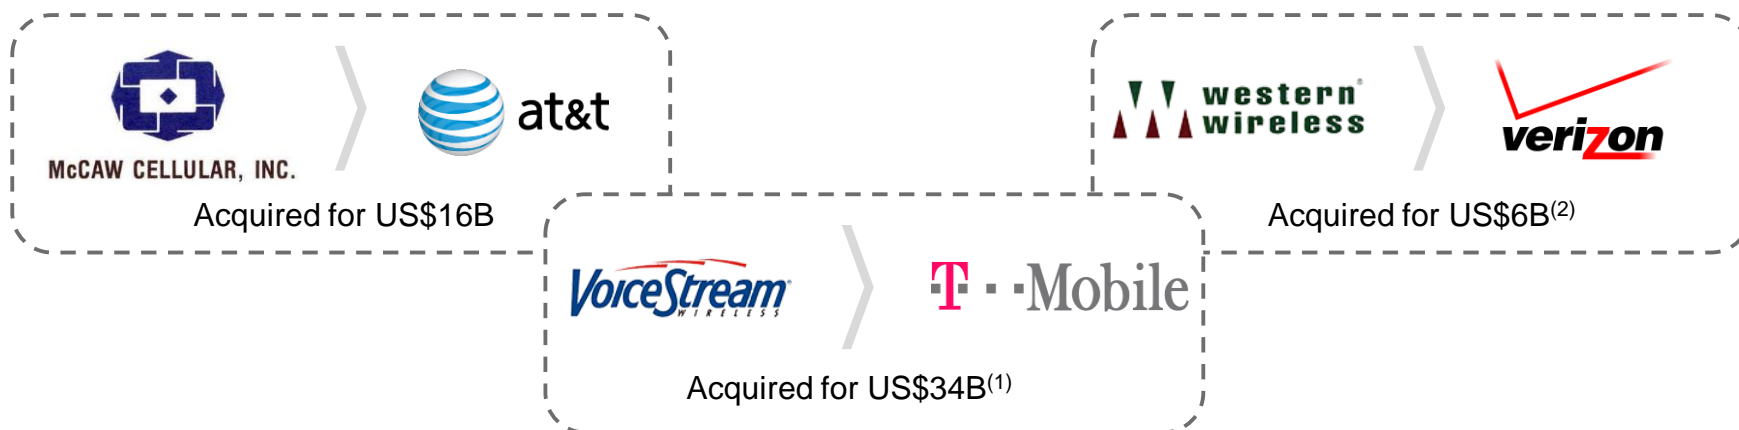 McCAW CELLULAR, INC.
at&t
Acquired for US$16B
VoiceStream®
WIRELESS
T··Mobile
Acquired for US$34B(1)
western®
wireless
verizon
Acquired for US$6B(2)